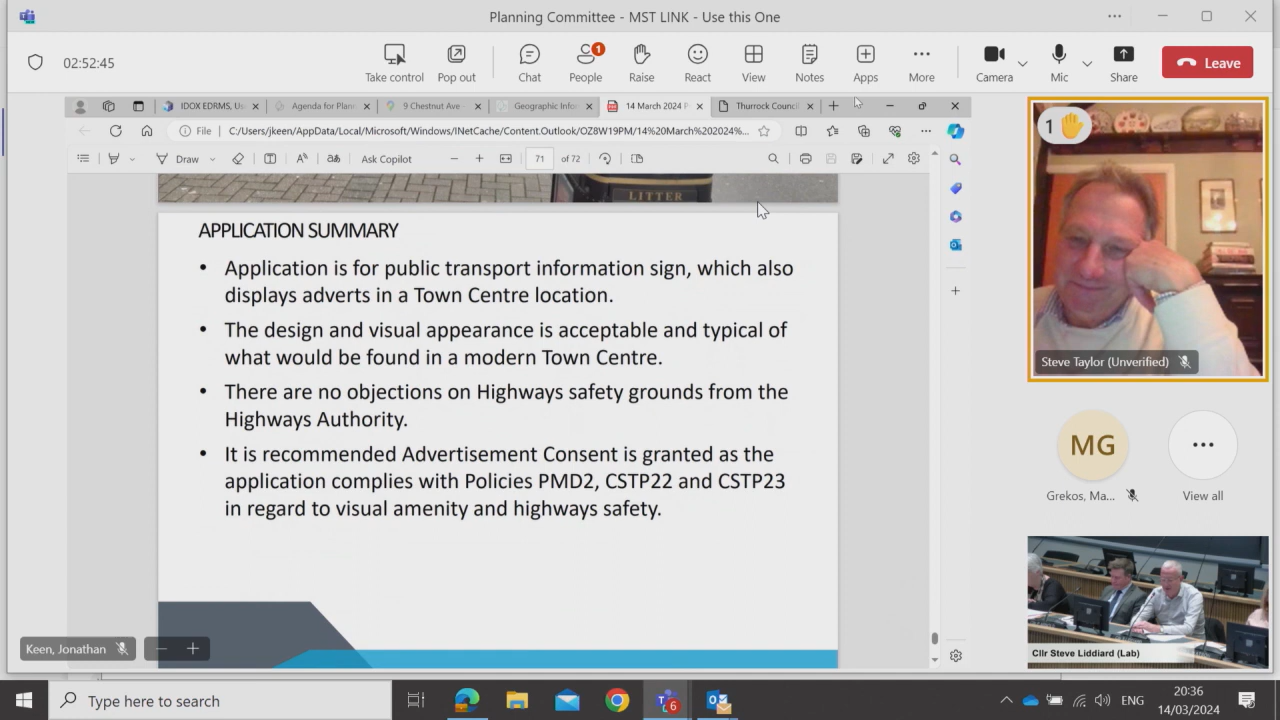 Planning Committee - MST LINK - Use this One
02:52:45
Take control
Pop out
Chat
1
People
Raise
React
View
Notes
Apps
More
Camera
Mic
Share
Leave
IDOX EDRMS, Us
Agenda for Plann
9 Chestnut Ave -
Geographic Infor
14 March 2024 P
Thurrock Council
File
C:/Users/jkeen/AppData/Local/Microsoft/Windows/INetCache/Content.Outlook/OZ8W19PM/14%20March%202024%...
Draw
Ask Copilot
71
of 72
LITTER
APPLICATION SUMMARY
• Application is for public transport information sign, which also
displays adverts in a Town Centre location.
• The design and visual appearance is acceptable and typical of
what would be found in a modern Town Centre.
• There are no objections on Highways safety grounds from the
Highways Authority.
• It is recommended Advertisement Consent is granted as the
application complies with Policies PMD2, CSTP22 and CSTP23
in regard to visual amenity and highways safety.
Keen, Jonathan
1
Steve Taylor (Unverified)
MG
Grekos, Ma...
View all
Cllr Steve Liddiard (Lab)
Type here to search
6
ENG
20:36
14/03/2024